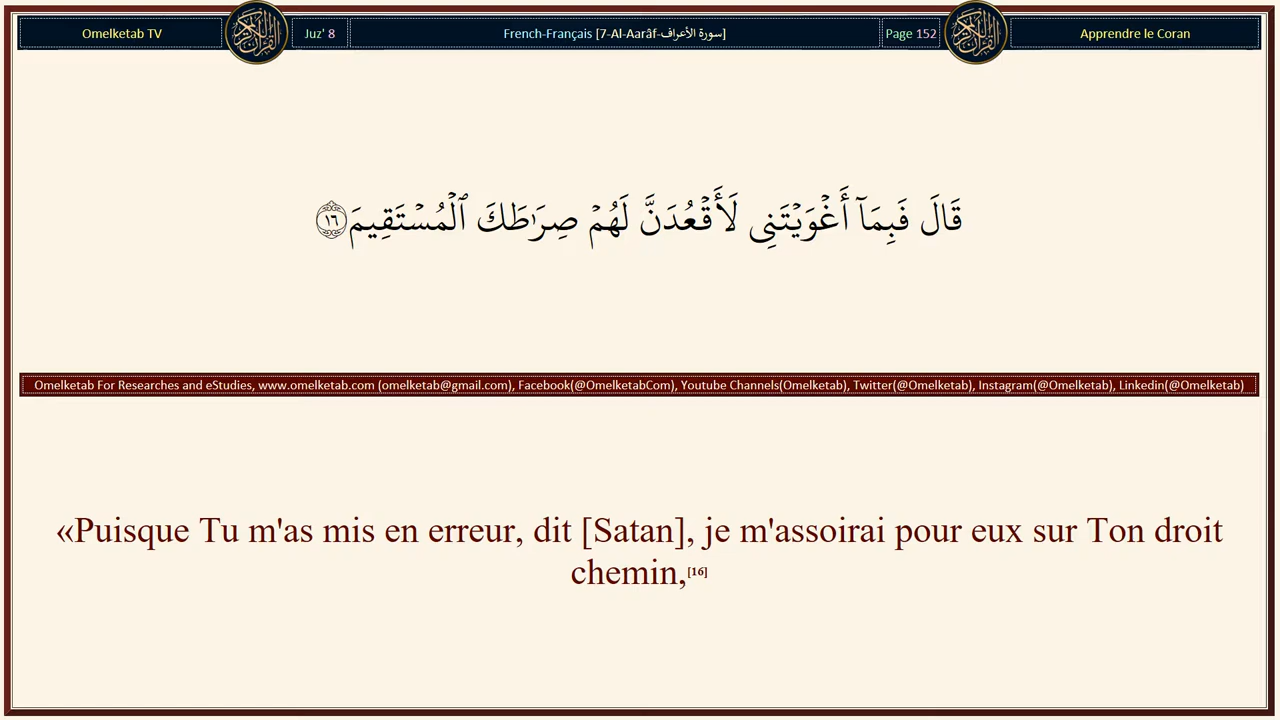 Omelketab TV
Juz' 8
French-Français [7-Al-Aarâf-سورة الأعراف]
Page 152
Apprendre le Coran
قَالَ فَبِمَآ أَغْوَيْتَنِى لَأَقْعُدَنَّ لَهُمْ صِرَٰطَكَ ٱلْمُسْتَقِيمَ ١٦
Omelketab For Researches and eStudies, www.omelketab.com (omelketab@gmail.com), Facebook(@OmelketabCom), Youtube Channels(Omelketab), Twitter(@Omelketab), Instagram(@Omelketab), Linkedin(@Omelketab)
«Puisque Tu m'as mis en erreur, dit [Satan], je m'assoirai pour eux sur Ton droit
chemin,[16]